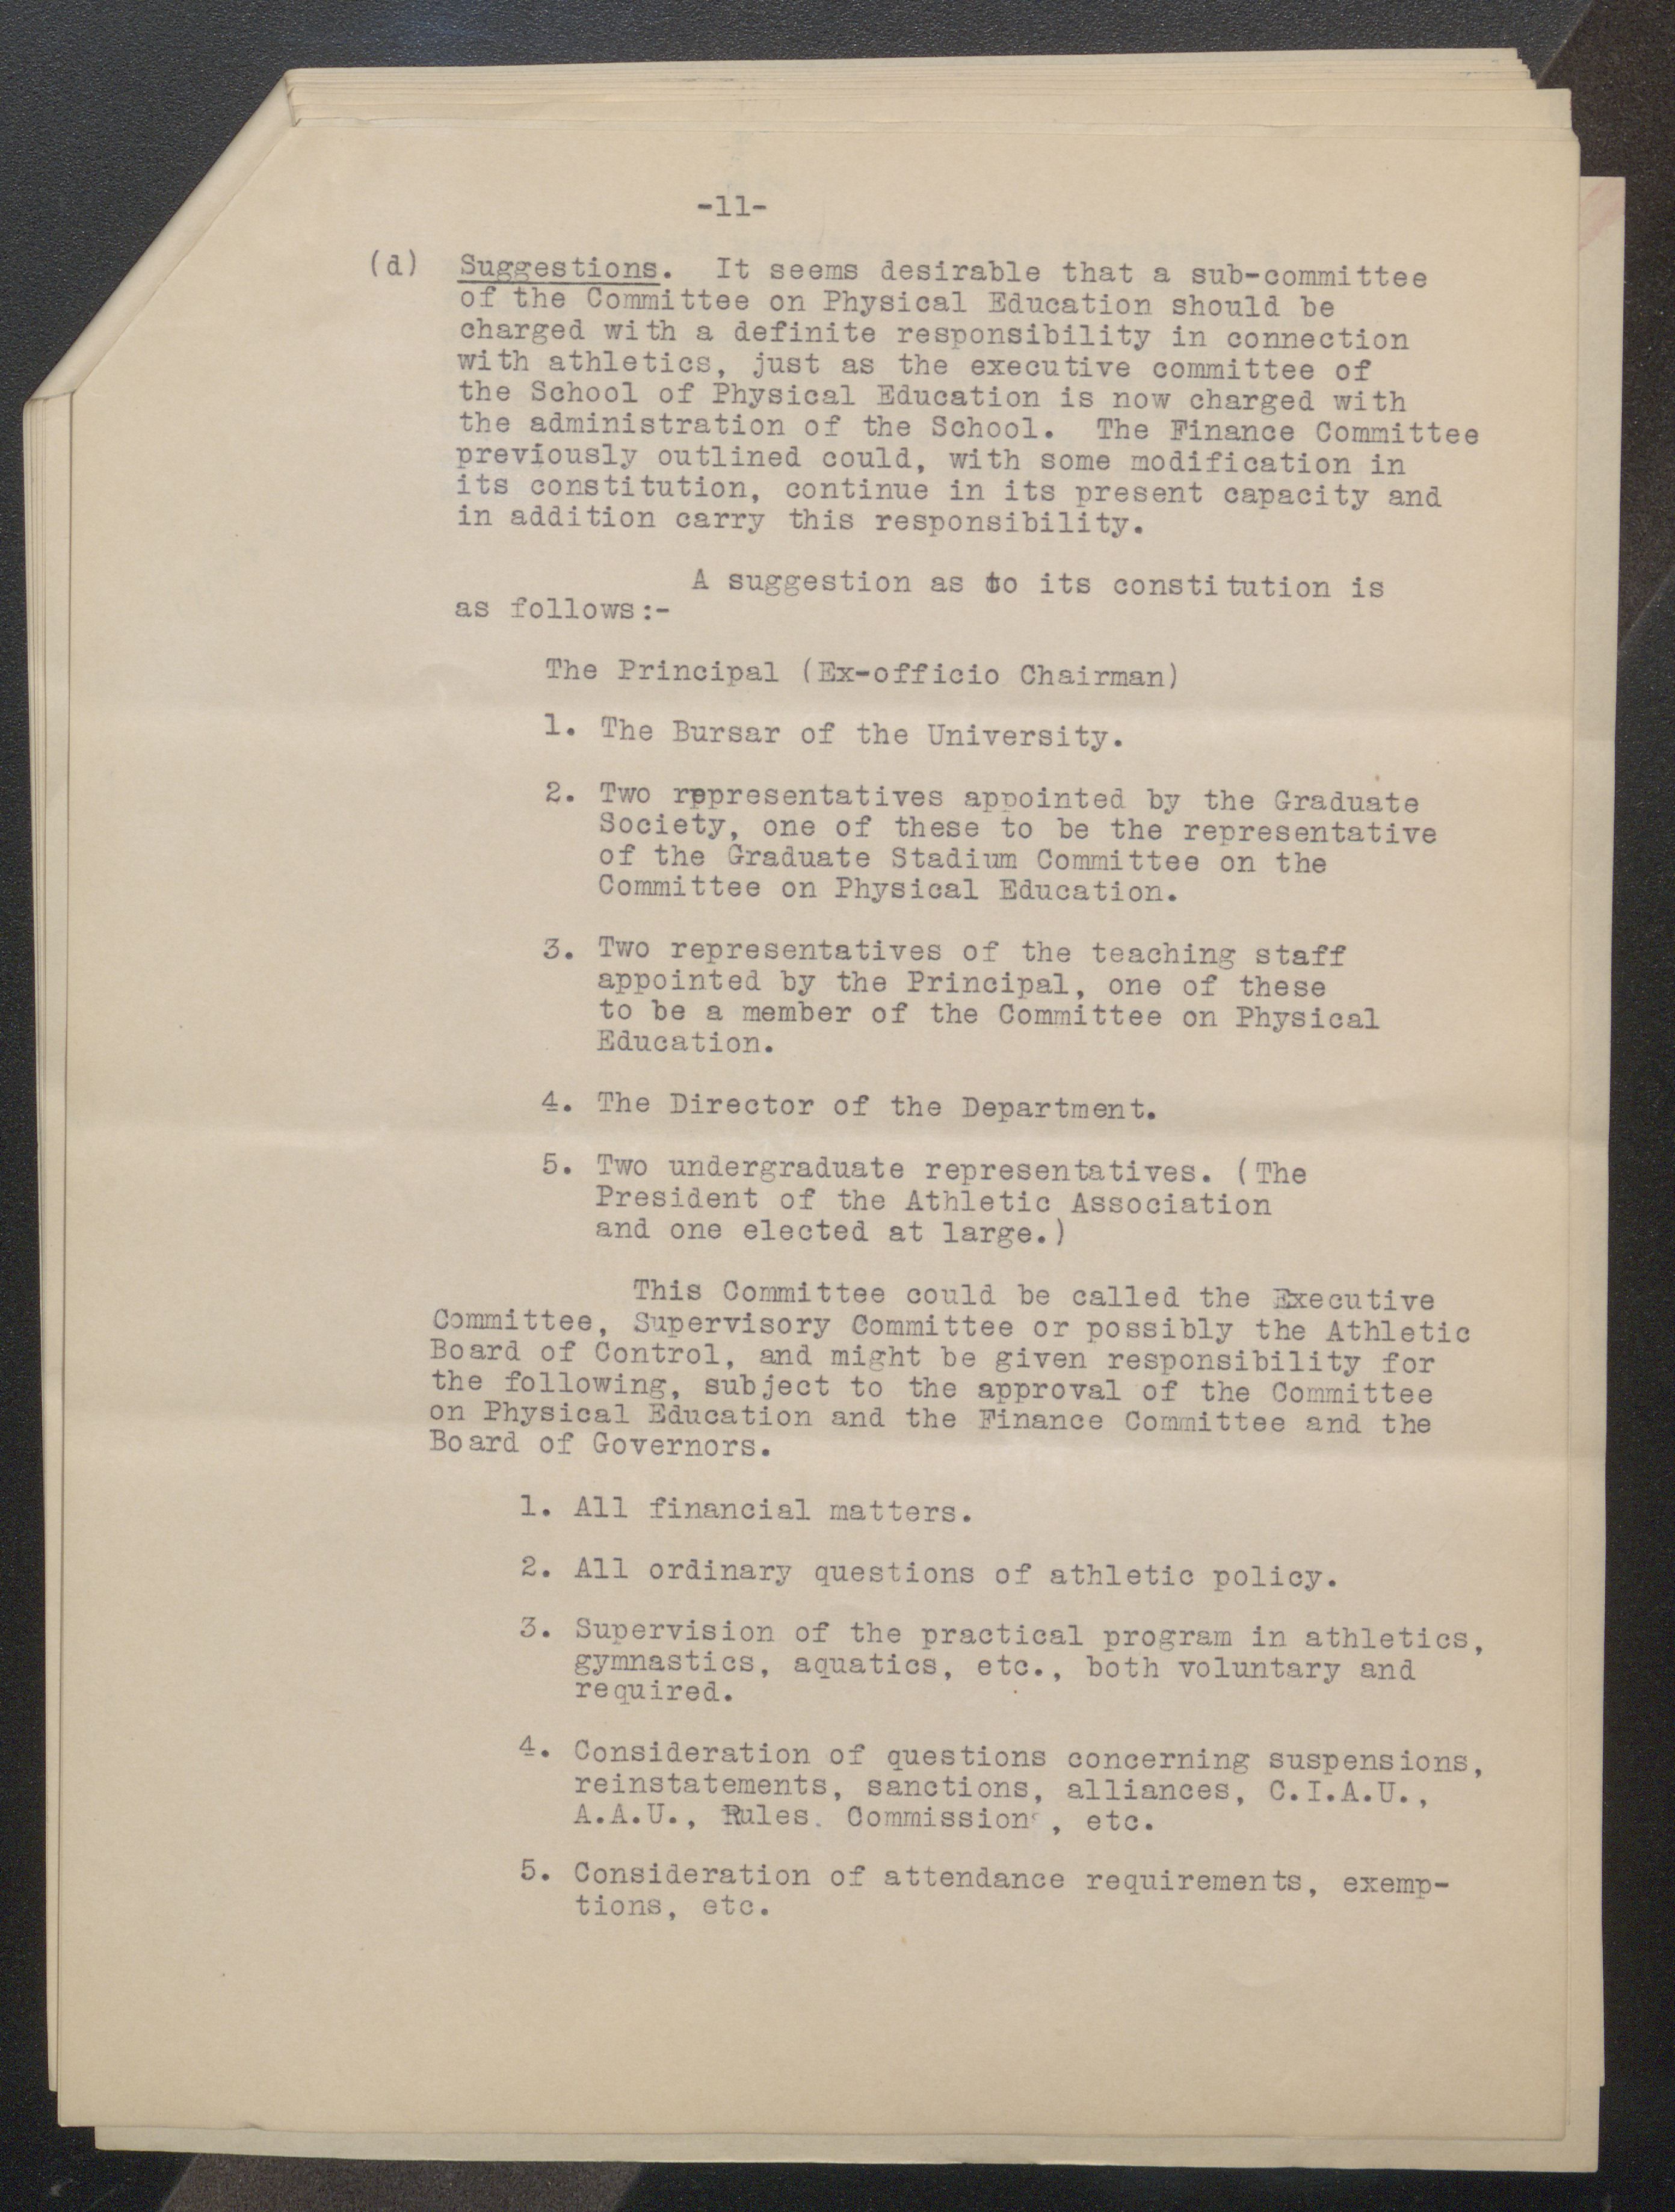 -11-
(d) Suggestions. It seems desirable that a sub-committee
of the Committee on Physical Education should be
charged with a definite responsibility in connection
with athletics, just as the executive committee of
the School of Physical Education is now charged with
the administration of the School. The Finance Committee
previously outlined could, with some modification in
its constitution, continue in its present capacity and
in addition carry this responsibility.
A suggestion as to its constitution is
as follows:-
The Principal (Ex-officio Chairman)
1. The Bursar of the University.
2. Two representatives appointed by the Graduate
Society, one of these to be the representative
of the Graduate Stadium Committee on the
Committee on Physical Education.
3. Two representatives of the teaching staff
appointed by the Principal, one of these
to be a member of the Committee on Physical
Education.
4. The Director of the Department.
5. Two undergraduate representatives. (The
President of the Athletic Association
and one elected at large.)
This Committee could be called the Executive
Committee, Supervisory Committee or possibly the Athletic
Board of Control, and might be given responsibility for
the following, subject to the approval of the Committee
on Physical Education and the Finance Committee and the
Board of Governors.
1. All financial matters.
2. All ordinary questions of athletic policy.
3. Supervision of the practical program in athletics,
gymnastics, aquatics, etc., both voluntary and
required.
4. Consideration of questions concerning suspensions,
reinstatements, sanctions, alliances, C.I.A.U.,
A.A.U., Rules. Commissions, etc.
5. Consideration of attendance requirements, exemp-
tions, etc.